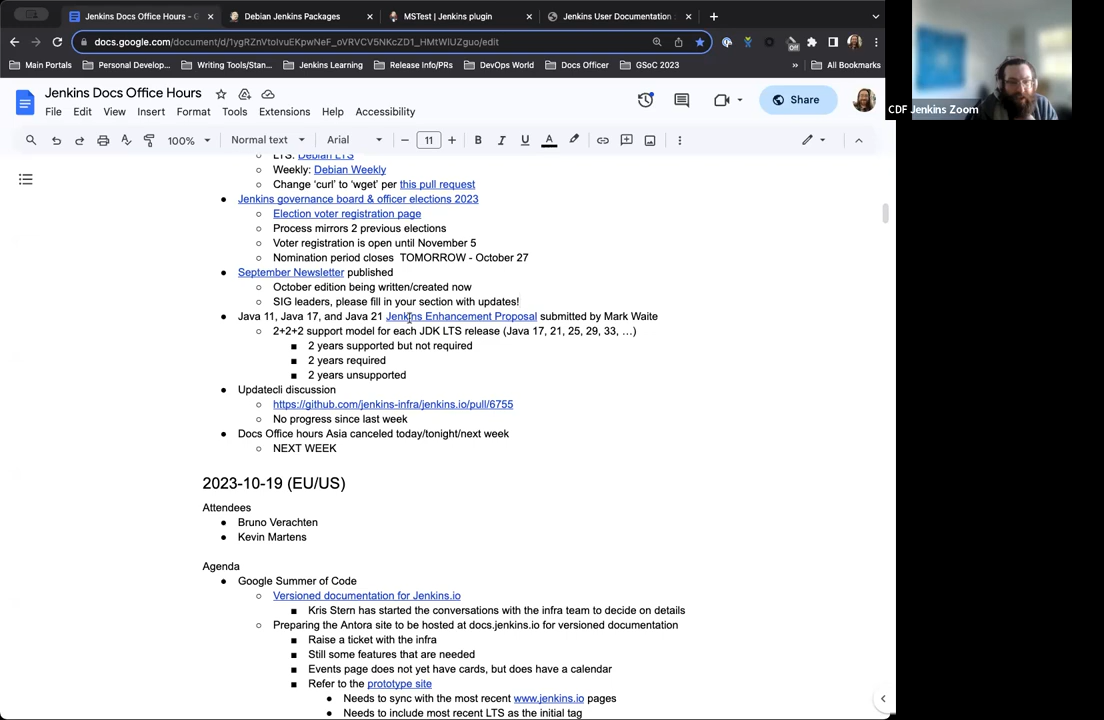 Jenkins Docs Office Hours - G
Debian Jenkins Packages
MSTest | Jenkins plugin
Jenkins User Documentation
docs.google.com/document/d/1ygRZnVtoIvuEKpwNeF_oVRVCV5NKcZD1_HMtWlUZguo/edit
Off
Main Portals
Personal Develop...
Writing Tools/Stan...
Jenkins Learning
Release Info/PRs
DevOps World
Docs Officer
GSoC 2023
»
All Bookmarks
Jenkins Docs Office Hours
File Edit View Insert Format Tools Extensions Help Accessibility
Share
CDF Jenkins Zoom
100% Normal text Arial 11 B I U A
LTS: Debian LTS
Weekly: Debian Weekly
Change 'curl' to 'wget' per this pull request
Jenkins governance board & officer elections 2023
Election voter registration page
Process mirrors 2 previous elections
Voter registration is open until November 5
Nomination period closes TOMORROW - October 27
September Newsletter published
October edition being written/created now
SIG leaders, please fill in your section with updates!
Java 11, Java 17, and Java 21 Jenkins Enhancement Proposal submitted by Mark Waite
2+2+2 support model for each JDK LTS release (Java 17, 21, 25, 29, 33, …)
2 years supported but not required
2 years required
2 years unsupported
Updatecli discussion
https://github.com/jenkins-infra/jenkins.io/pull/6755
No progress since last week
Docs Office hours Asia canceled today/tonight/next week
NEXT WEEK
2023-10-19 (EU/US)
Attendees
Bruno Verachten
Kevin Martens
Agenda
Google Summer of Code
Versioned documentation for Jenkins.io
Kris Stern has started the conversations with the infra team to decide on details
Preparing the Antora site to be hosted at docs.jenkins.io for versioned documentation
Raise a ticket with the infra
Still some features that are needed
Events page does not yet have cards, but does have a calendar
Refer to the prototype site
Needs to sync with the most recent www.jenkins.io pages
Needs to include most recent LTS as the initial tag